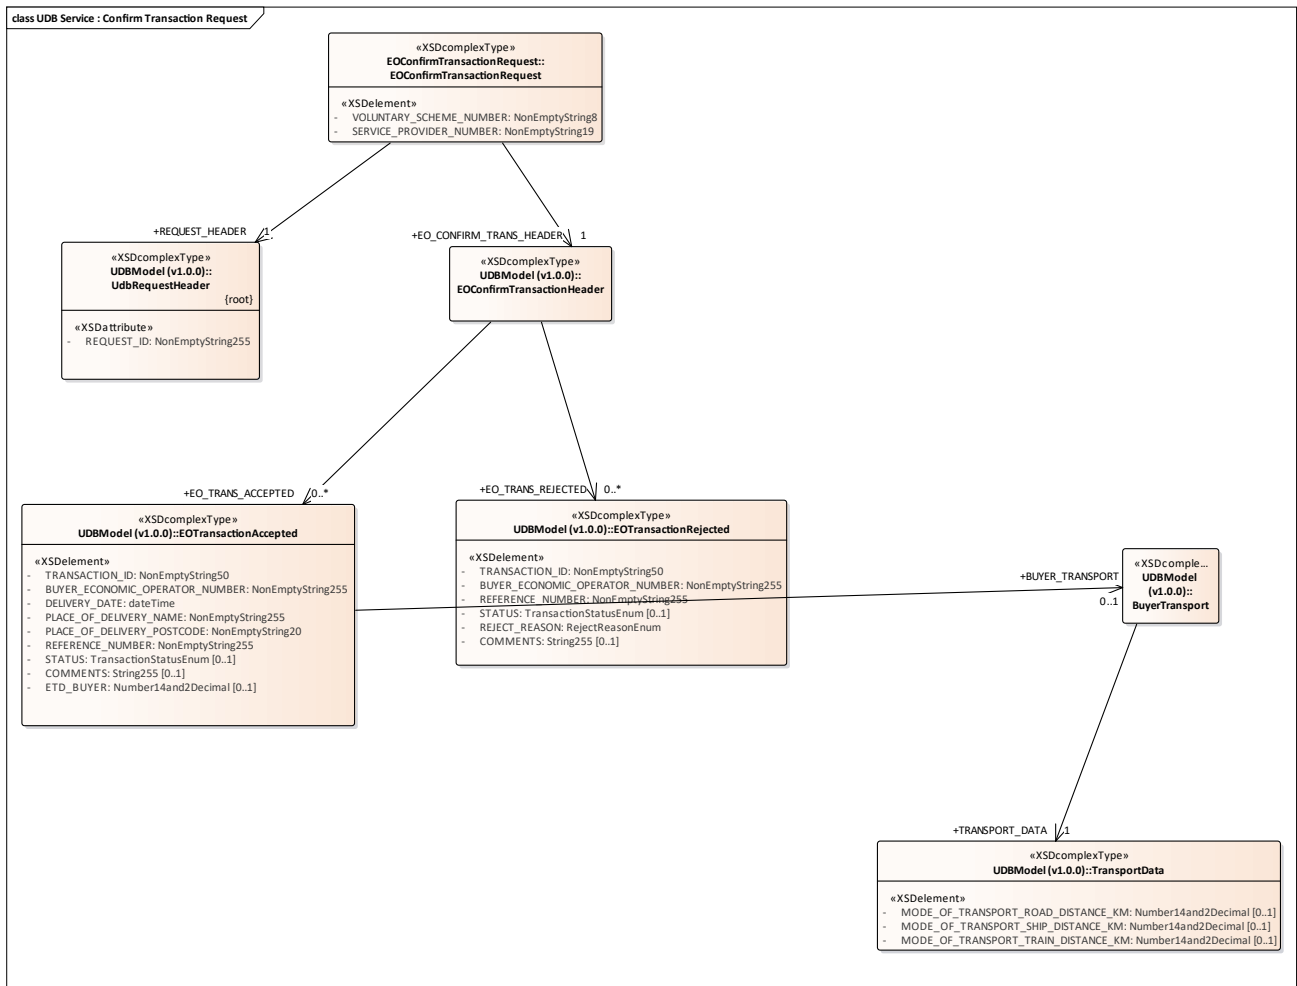 class UDB Service : Confirm Transaction Request
«XSDcomplexType»
EOConfirmTransactionRequest::
EOConfirmTransactionRequest
«XSDelement»
- VOLUNTARY_SCHEME_NUMBER: NonEmptyString8
- SERVICE_PROVIDER_NUMBER: NonEmptyString19
+REQUEST_HEADER 1
+EO_CONFIRM_TRANS_HEADER 1
«XSDcomplexType»
UDBModel (v1.0.0)::
UdbRequestHeader
{root}
«XSDattribute»
- REQUEST_ID: NonEmptyString255
«XSDcomplexType»
UDBModel (v1.0.0)::
EOConfirmTransactionHeader
+EO_TRANS_ACCEPTED 0..*
+EO_TRANS_REJECTED 0..*
«XSDcomplexType»
UDBModel (v1.0.0)::EOTransactionAccepted
«XSDelement»
- TRANSACTION_ID: NonEmptyString50
- BUYER_ECONOMIC_OPERATOR_NUMBER: NonEmptyString255
- DELIVERY_DATE: dateTime
- PLACE_OF_DELIVERY_NAME: NonEmptyString255
- PLACE_OF_DELIVERY_POSTCODE: NonEmptyString20
- REFERENCE_NUMBER: NonEmptyString255
- STATUS: TransactionStatusEnum [0..1]
- COMMENTS: String255 [0..1]
- ETD_BUYER: Number14and2Decimal [0..1]
«XSDcomplexType»
UDBModel (v1.0.0)::EOTransactionRejected
«XSDelement»
- TRANSACTION_ID: NonEmptyString50
- BUYER_ECONOMIC_OPERATOR_NUMBER: NonEmptyString255
- REFERENCE_NUMBER: NonEmptyString255
- STATUS: TransactionStatusEnum [0..1]
- REJECT_REASON: RejectReasonEnum
- COMMENTS: String255 [0..1]
+BUYER_TRANSPORT
0..1
«XSDcomple...
UDBModel
(v1.0.0)::
BuyerTransport
+TRANSPORT_DATA 1
«XSDcomplexType»
UDBModel (v1.0.0)::TransportData
«XSDelement»
- MODE_OF_TRANSPORT_ROAD_DISTANCE_KM: Number14and2Decimal [0..1]
- MODE_OF_TRANSPORT_SHIP_DISTANCE_KM: Number14and2Decimal [0..1]
- MODE_OF_TRANSPORT_TRAIN_DISTANCE_KM: Number14and2Decimal [0..1]